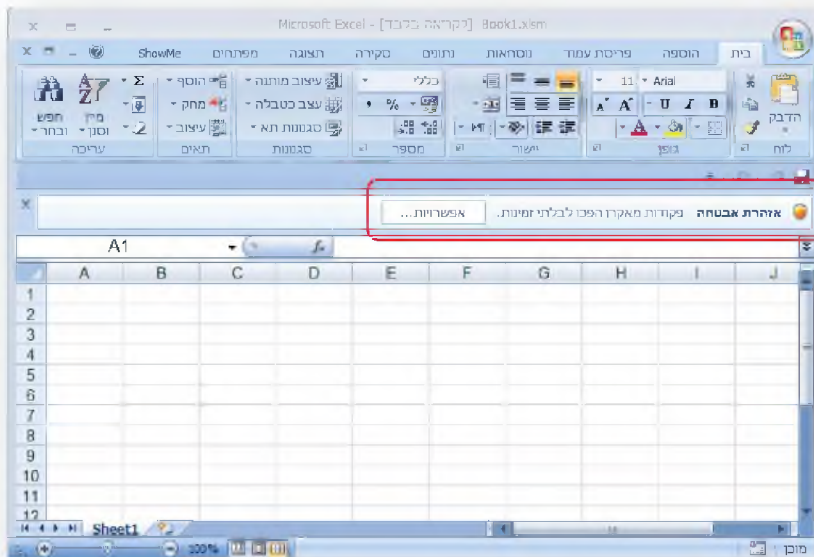 Microsoft Excel - [לקריאה בלבד] Book1.xlsm
בית הוספה פריסת עמוד נוסחאות נתונים סקירה תצוגה מפתחים ShowMe
הדבק
לוח
Arial 11
B I U
גופן
יישור
כללי
%
מספר
עיצוב מותנה
עצב כטבלה
סגנונות תא
סגנונות
הוסף
מחק
עיצוב
תאים
Σ
מיין וסנן
חפש ובחר
עריכה
אזהרת אבטחה פקודות מאקרו הפכו לבלתי זמינות. אפשרויות...
A1 fx
A B C D E F G H I J
1
2
3
4
5
6
7
8
9
10
11
12
Sheet1
מוכן 100%